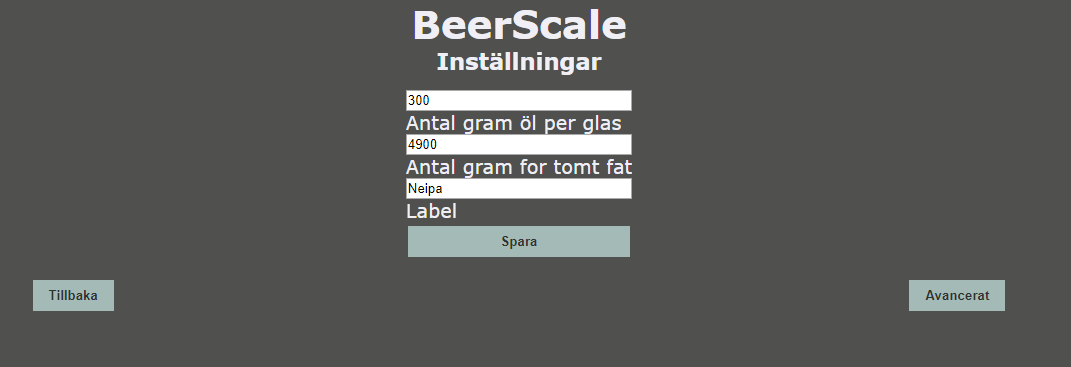 BeerScale
Inställningar
300
Antal gram öl per glas
4900
Antal gram for tomt fat
Neipa
Label
Spara
Tillbaka
Avancerat